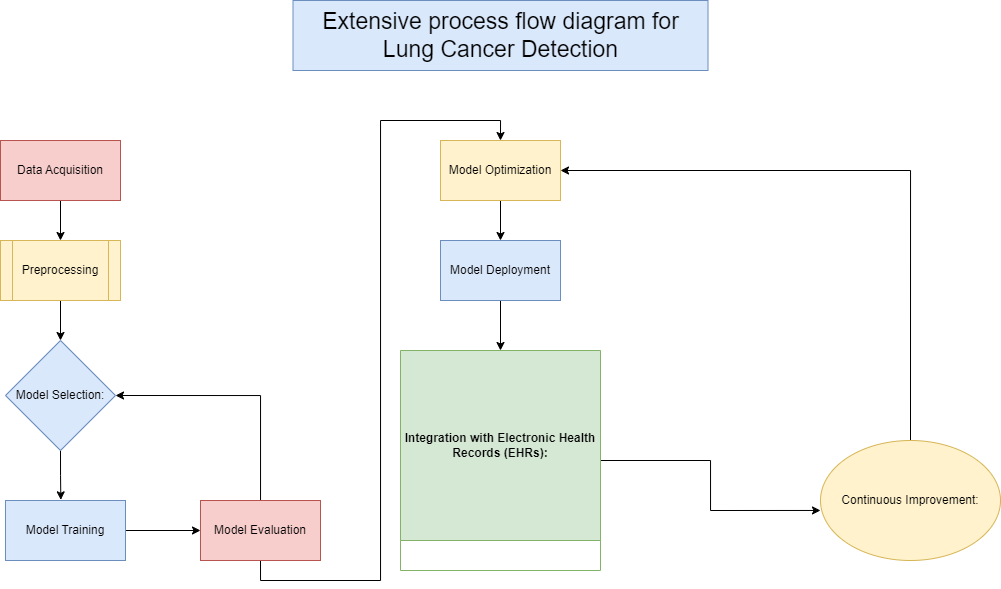 Extensive process flow diagram for
Lung Cancer Detection
Data Acquisition
Preprocessing
Model Selection:
Model Training
Model Evaluation
Model Optimization
Model Deployment
Integration with Electronic Health
Records (EHRs):
Continuous Improvement: